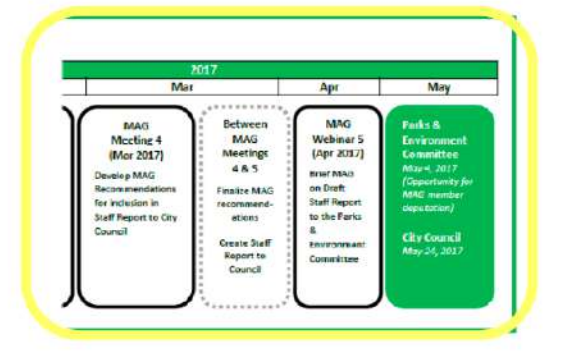 2017
Mar
Apr
May
MAG
Meeting 4
(Mar 2017)
Develop MAG
Recommendations
for inclusion in
Staff Report to City
Council
Between
MAG
Meetings
4 & 5
Finalize MAG
recommend-
ations
Create Staff
Report to
Council
MAG
Webinar 5
(Apr 2017)
Brief MAG
on Draft
Staff Report
to the Parks
&
Environment
Committee
Parks &
Environment
Committee
May 4, 2017
(Opportunity for
MAG member
deputation)
City Council
May 24, 2017